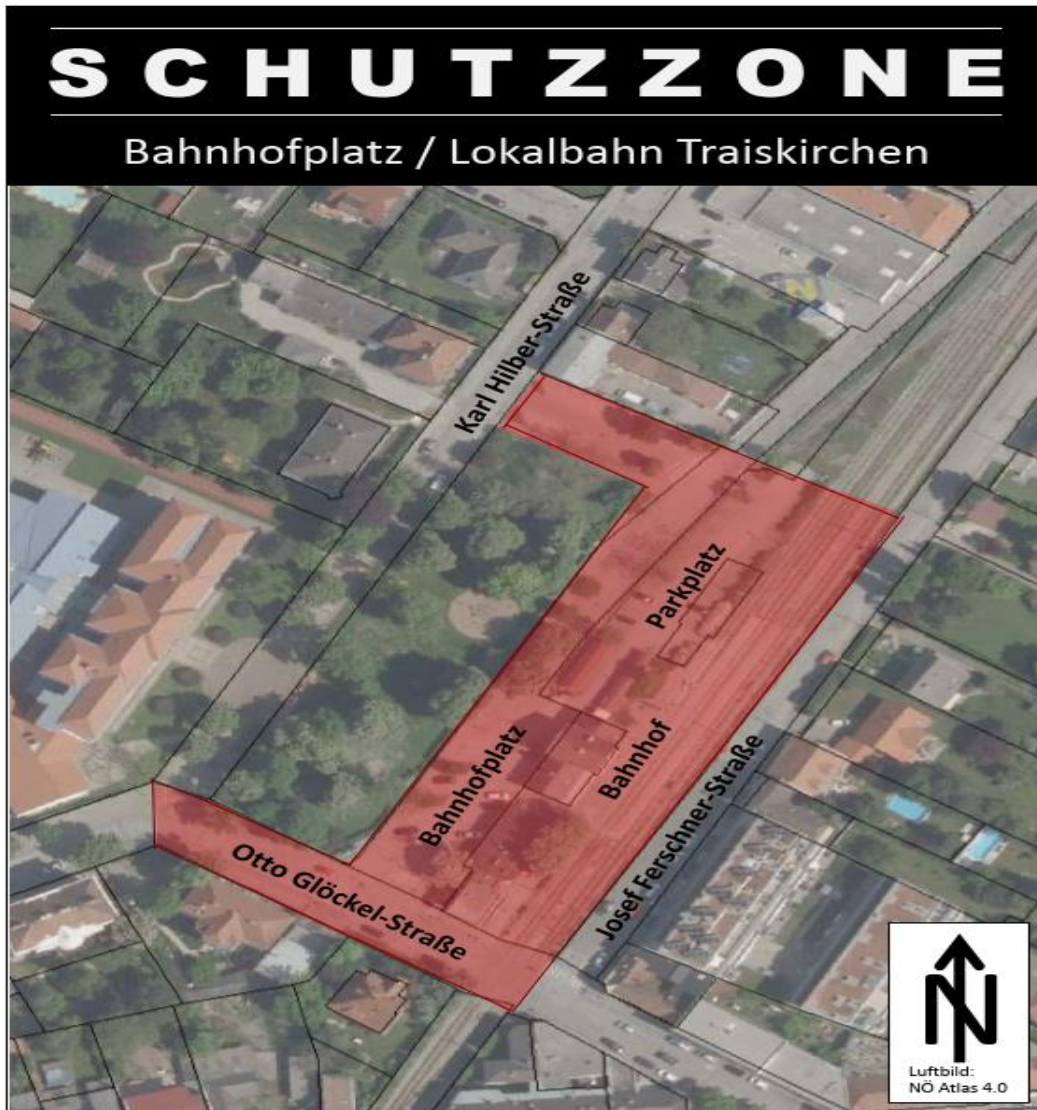 SCHUTZZONE
Bahnhofplatz / Lokalbahn Traiskirchen
Karl Hilber-Straße
Parkplatz
Bahnhofplatz
Bahnhof
Josef Ferschner-Straße
Otto Glöckel-Straße
N
Luftbild:
NÖ Atlas 4.0